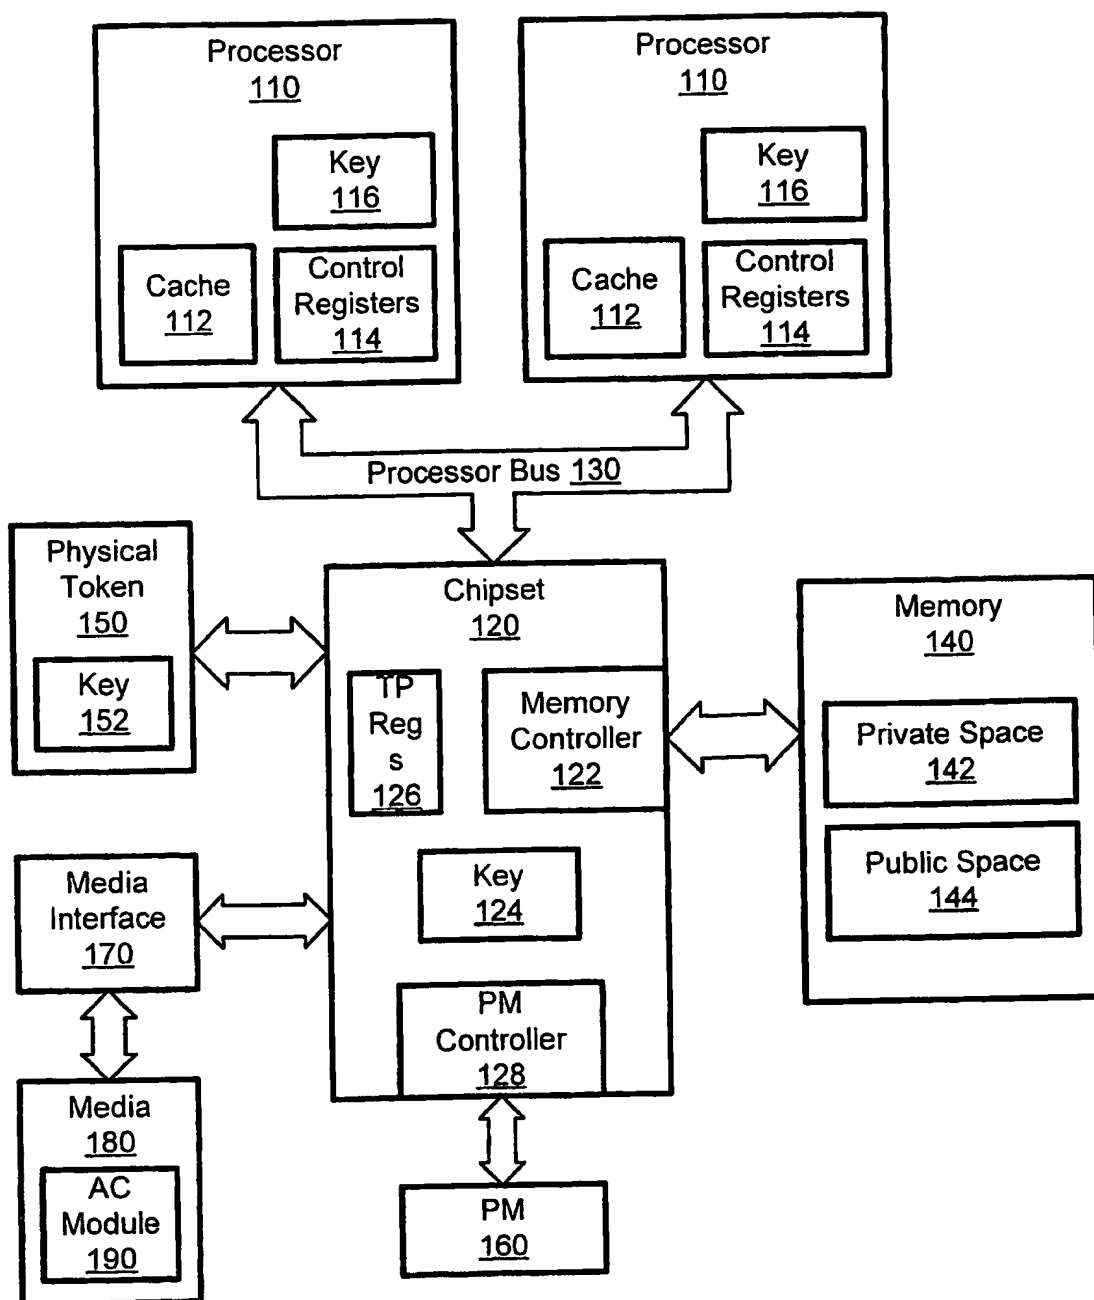 Processor
110
Key
116
Cache
112
Control
Registers
114
Processor
110
Key
116
Cache
112
Control
Registers
114
Processor Bus 130
Physical
Token
150
Key
152
Chipset
120
TP
Reg
s
126
Memory
Controller
122
Key
124
PM
Controller
128
Memory
140
Private Space
142
Public Space
144
Media
Interface
170
Media
180
AC
Module
190
PM
160